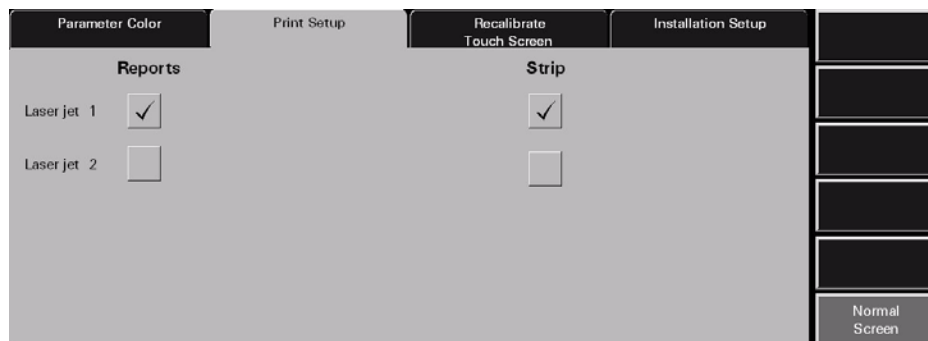 Parameter Color
Print Setup
Recalibrate
Touch Screen
Installation Setup
Reports
Strip
Laser jet 1
Laser jet 2
Normal
Screen